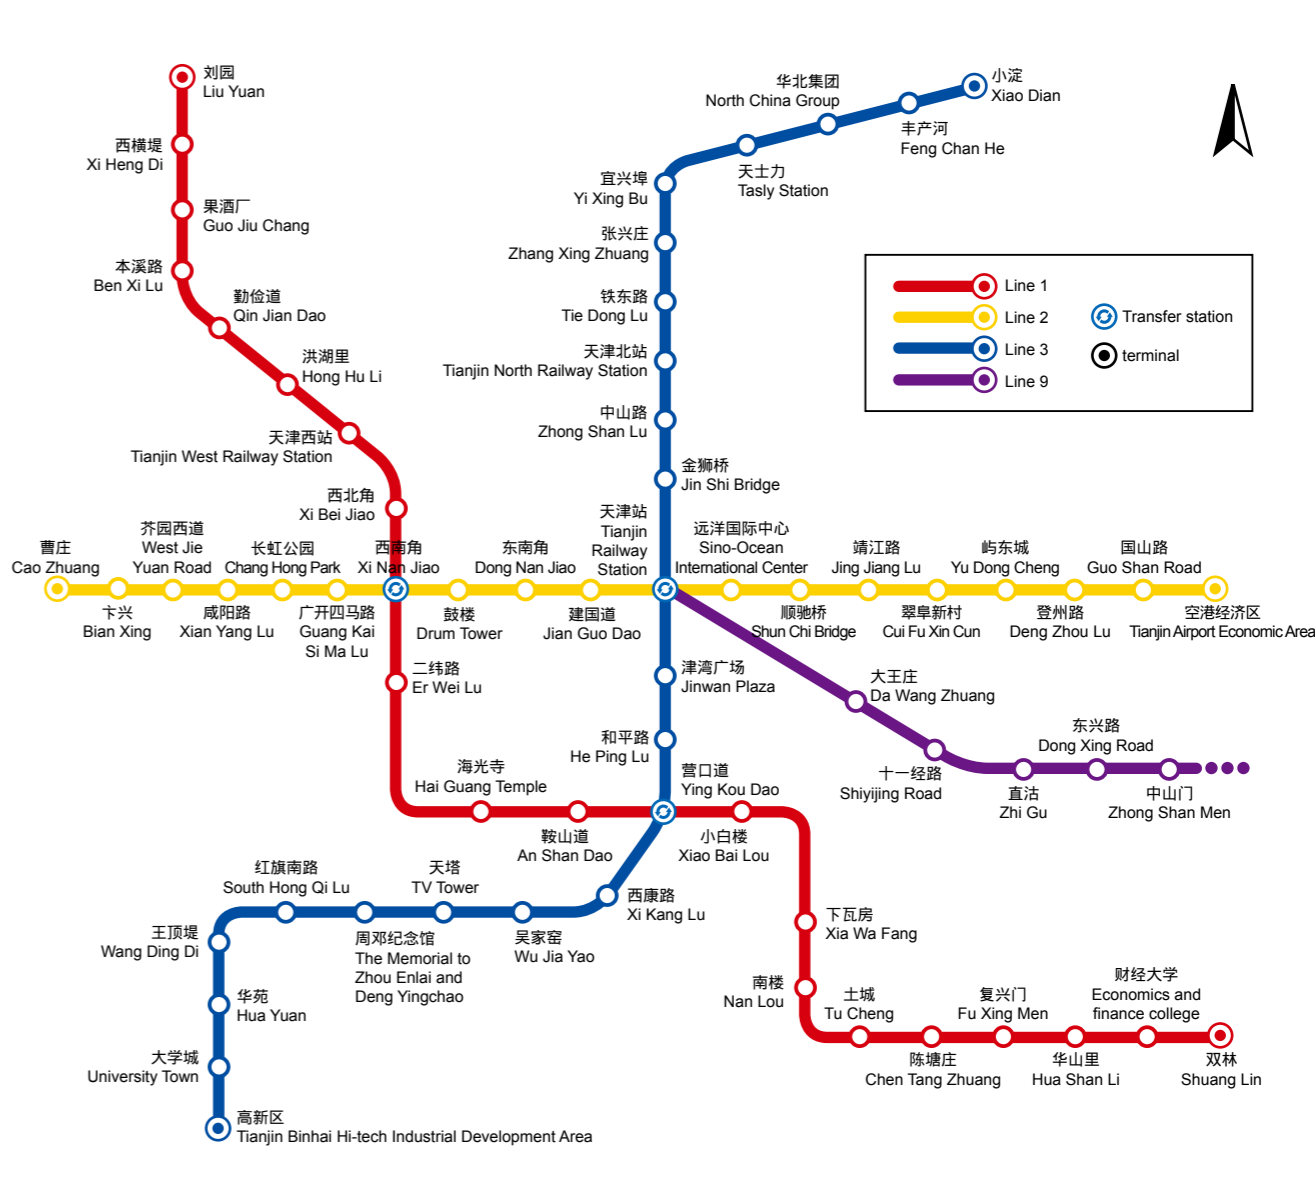 刘园
Liu Yuan
西横堤
Xi Heng Di
果酒厂
Guo Jiu Chang
本溪路
Ben Xi Lu
勤俭道
Qin Jian Dao
洪湖里
Hong Hu Li
天津西站
Tianjin West Railway Station
西北角
Xi Bei Jiao
西南角
Xi Nan Jiao
二纬路
Er Wei Lu
海光寺
Hai Guang Temple
鞍山道
An Shan Dao
营口道
Ying Kou Dao
小白楼
Xiao Bai Lou
下瓦房
Xia Wa Fang
南楼
Nan Lou
土城
Tu Cheng
陈塘庄
Chen Tang Zhuang
复兴门
Fu Xing Men
华山里
Hua Shan Li
财经大学
Economics and
finance college
双林
Shuang Lin
小淀
Xiao Dian
丰产河
Feng Chan He
华北集团
North China Group
天士力
Tasly Station
宜兴埠
Yi Xing Bu
张兴庄
Zhang Xing Zhuang
铁东路
Tie Dong Lu
天津北站
Tianjin North Railway Station
中山路
Zhong Shan Lu
金狮桥
Jin Shi Bridge
天津站
Tianjin
Railway
Station
津湾广场
Jinwan Plaza
和平路
He Ping Lu
西康路
Xi Kang Lu
吴家窑
Wu Jia Yao
天塔
TV Tower
周邓纪念馆
The Memorial to
Zhou Enlai and
Deng Yingchao
红旗南路
South Hong Qi Lu
王顶堤
Wang Ding Di
华苑
Hua Yuan
大学城
University Town
高新区
Tianjin Binhai Hi-tech Industrial Development Area
曹庄
Cao Zhuang
卞兴
Bian Xing
芥园西道
West Jie
Yuan Road
咸阳路
Xian Yang Lu
长虹公园
Chang Hong Park
广开四马路
Guang Kai
Si Ma Lu
鼓楼
Drum Tower
东南角
Dong Nan Jiao
建国道
Jian Guo Dao
远洋国际中心
Sino-Ocean
International Center
顺驰桥
Shun Chi Bridge
靖江路
Jing Jiang Lu
翠阜新村
Cui Fu Xin Cun
屿东城
Yu Dong Cheng
登州路
Deng Zhou Lu
国山路
Guo Shan Road
空港经济区
Tianjin Airport Economic Area
大王庄
Da Wang Zhuang
十一经路
Shiyijing Road
直沽
Zhi Gu
东兴路
Dong Xing Road
中山门
Zhong Shan Men
Line 1
Line 2
Line 3
Line 9
Transfer station
terminal